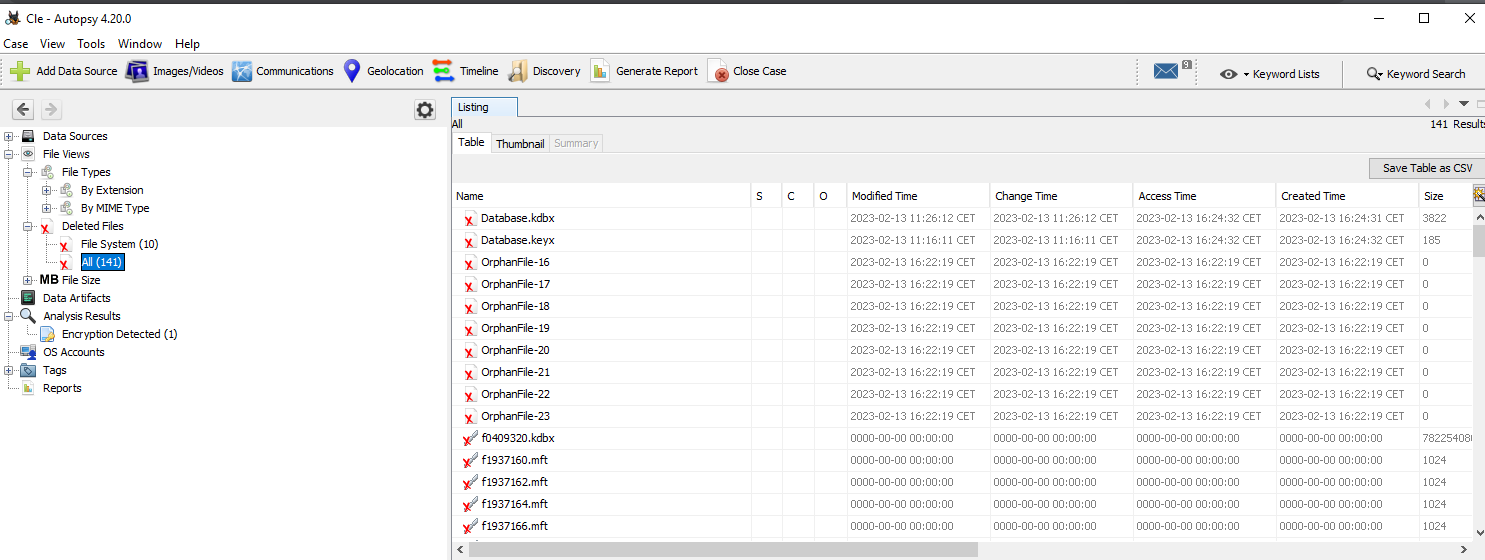 Cle - Autopsy 4.20.0
Case View Tools Window Help
Add Data Source Images/Videos Communications Geolocation Timeline Discovery Generate Report Close Case 9 Keyword Lists Keyword Search
Data Sources
File Views
File Types
By Extension
By MIME Type
Deleted Files
File System (10)
All (141)
MB File Size
Data Artifacts
Analysis Results
Encryption Detected (1)
OS Accounts
Tags
Reports
Listing
All 141 Results
Table Thumbnail Summary
Save Table as CSV
Name S C O Modified Time Change Time Access Time Created Time Size
Database.kdbx 2023-02-13 11:26:12 CET 2023-02-13 11:26:12 CET 2023-02-13 16:24:32 CET 2023-02-13 16:24:31 CET 3822
Database.keyx 2023-02-13 11:16:11 CET 2023-02-13 11:16:11 CET 2023-02-13 16:24:32 CET 2023-02-13 16:24:32 CET 185
OrphanFile-16 2023-02-13 16:22:19 CET 2023-02-13 16:22:19 CET 2023-02-13 16:22:19 CET 2023-02-13 16:22:19 CET 0
OrphanFile-17 2023-02-13 16:22:19 CET 2023-02-13 16:22:19 CET 2023-02-13 16:22:19 CET 2023-02-13 16:22:19 CET 0
OrphanFile-18 2023-02-13 16:22:19 CET 2023-02-13 16:22:19 CET 2023-02-13 16:22:19 CET 2023-02-13 16:22:19 CET 0
OrphanFile-19 2023-02-13 16:22:19 CET 2023-02-13 16:22:19 CET 2023-02-13 16:22:19 CET 2023-02-13 16:22:19 CET 0
OrphanFile-20 2023-02-13 16:22:19 CET 2023-02-13 16:22:19 CET 2023-02-13 16:22:19 CET 2023-02-13 16:22:19 CET 0
OrphanFile-21 2023-02-13 16:22:19 CET 2023-02-13 16:22:19 CET 2023-02-13 16:22:19 CET 2023-02-13 16:22:19 CET 0
OrphanFile-22 2023-02-13 16:22:19 CET 2023-02-13 16:22:19 CET 2023-02-13 16:22:19 CET 2023-02-13 16:22:19 CET 0
OrphanFile-23 2023-02-13 16:22:19 CET 2023-02-13 16:22:19 CET 2023-02-13 16:22:19 CET 2023-02-13 16:22:19 CET 0
f0409320.kdbx 0000-00-00 00:00:00 0000-00-00 00:00:00 0000-00-00 00:00:00 0000-00-00 00:00:00
f1937160.mft 0000-00-00 00:00:00 0000-00-00 00:00:00 0000-00-00 00:00:00 0000-00-00 00:00:00 1024
f1937162.mft 0000-00-00 00:00:00 0000-00-00 00:00:00 0000-00-00 00:00:00 0000-00-00 00:00:00 1024
f1937164.mft 0000-00-00 00:00:00 0000-00-00 00:00:00 0000-00-00 00:00:00 0000-00-00 00:00:00 1024
f1937166.mft 0000-00-00 00:00:00 0000-00-00 00:00:00 0000-00-00 00:00:00 0000-00-00 00:00:00 1024